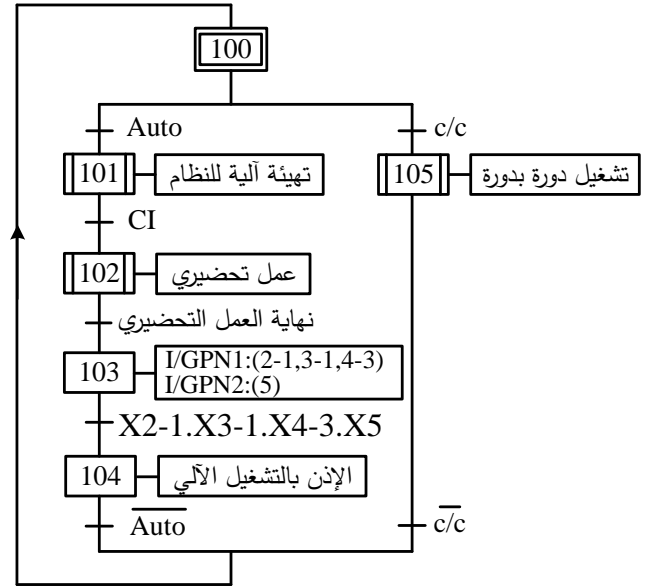 100
Auto
c/c
101
تهيئة آلية للنظام
105
تشغيل دورة بدورة
CI
102
عمل تحضيري
نهاية العمل التحضيري
103
I/GPN1:(2-1,3-1,4-3)
I/GPN2:(5)
X2-1.X3-1.X4-3.X5
104
الإذن بالتشغيل الآلي
A̅u̅t̅o̅
c̅/̅c̅